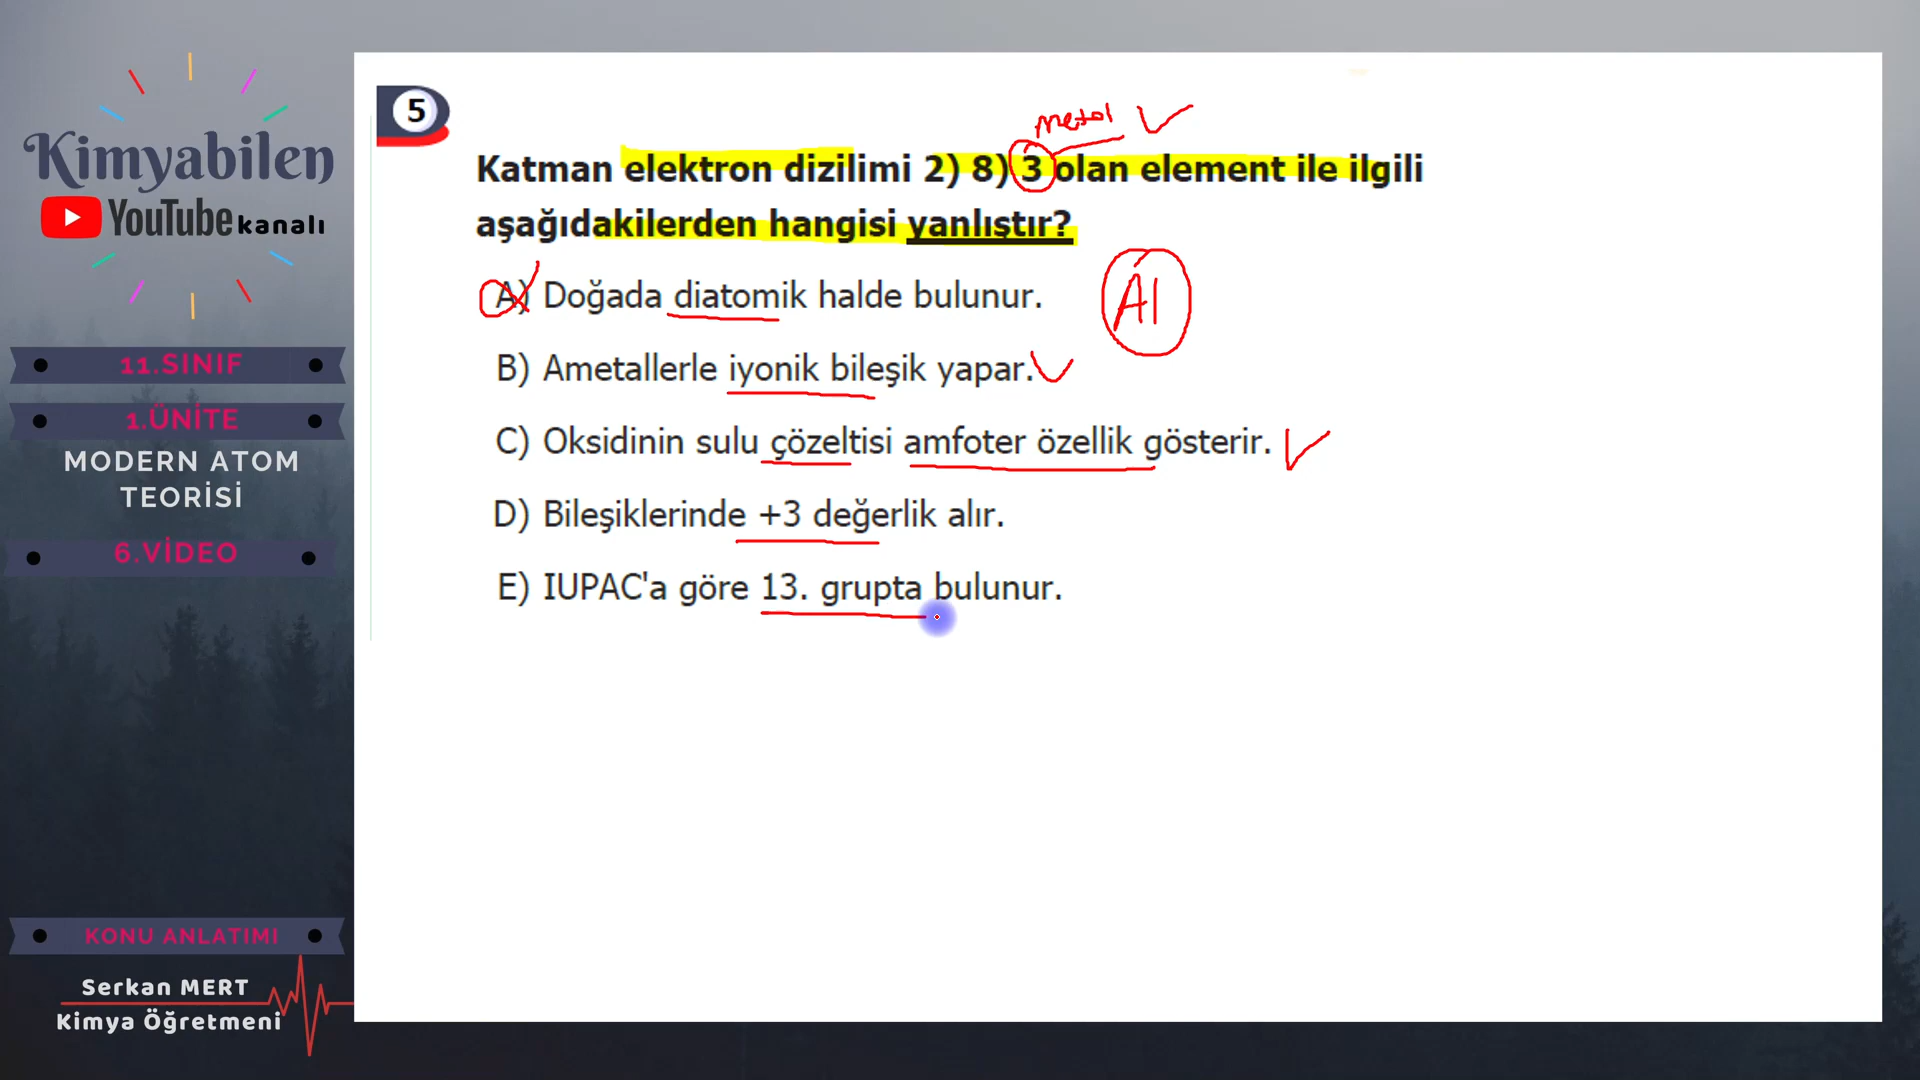 Kimyabilen
YouTube kanalı
11.SINIF
1.ÜNİTE
MODERN ATOM
TEORİSİ
6.VİDEO
KONU ANLATIMI
Serkan MERT
Kimya Öğretmeni
5
metal
Katman elektron dizilimi 2) 8) 3 olan element ile ilgili
aşağıdakilerden hangisi yanlıştır?
A) Doğada diatomik halde bulunur.
Al
B) Ametallerle iyonik bileşik yapar.
C) Oksidinin sulu çözeltisi amfoter özellik gösterir.
D) Bileşiklerinde +3 değerlik alır.
E) IUPAC'a göre 13. grupta bulunur.